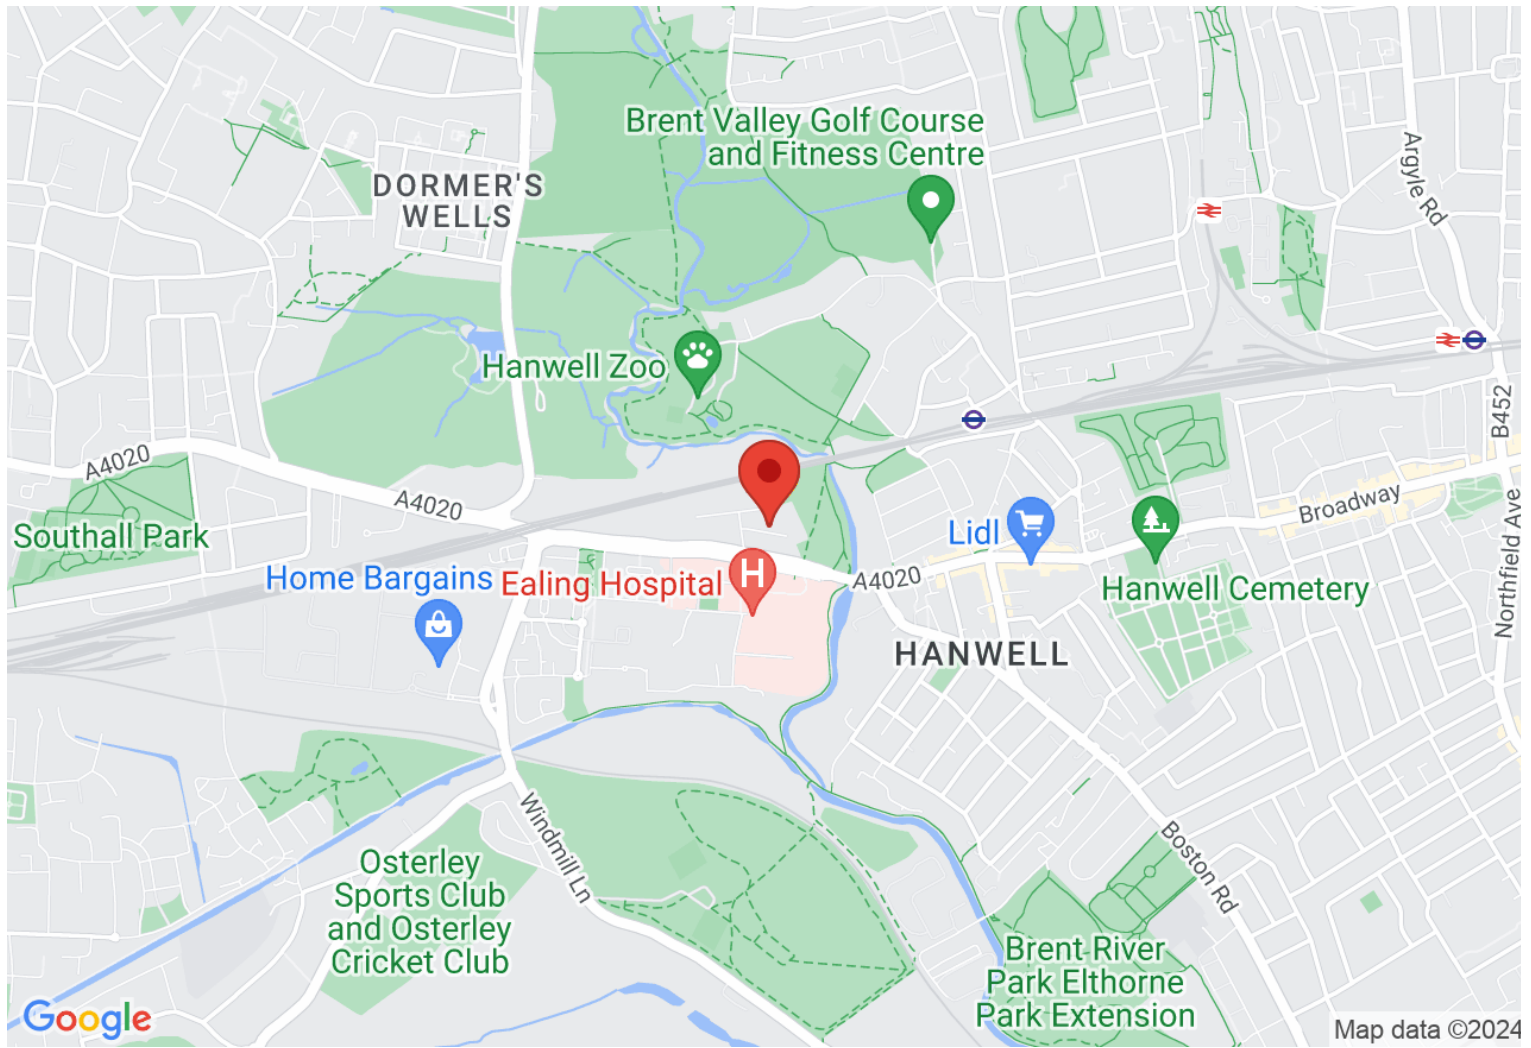 Brent Valley Golf Course
and Fitness Centre
Argyle Rd
DORMER'S
WELLS
Hanwell Zoo
B452
A4020
A4020
Broadway
Southall Park
Lidl
Home Bargains
Ealing Hospital
H
A4020
Hanwell Cemetery
Northfield Ave
HANWELL
Windmill Ln
Boston Rd
Osterley
Sports Club
and Osterley
Cricket Club
Brent River
Park Elthorne
Park Extension
Google
Map data ©2024